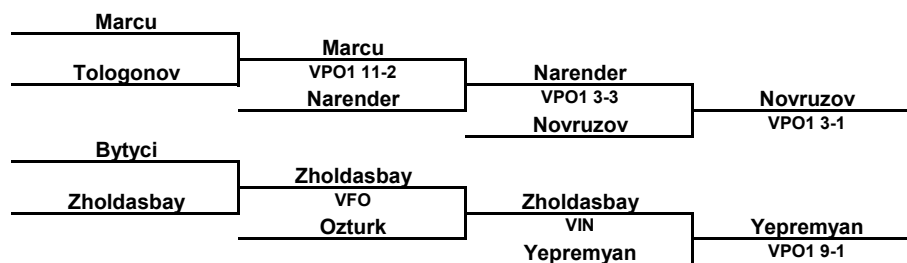 Marcu
Tologonov
Marcu
VPO1 11-2
Narender
Narender
VPO1 3-3
Novruzov
Novruzov
VPO1 3-1
Bytyci
Zholdasbay
Zholdasbay
VFO
Ozturk
Zholdasbay
VIN
Yepremyan
Yepremyan
VPO1 9-1